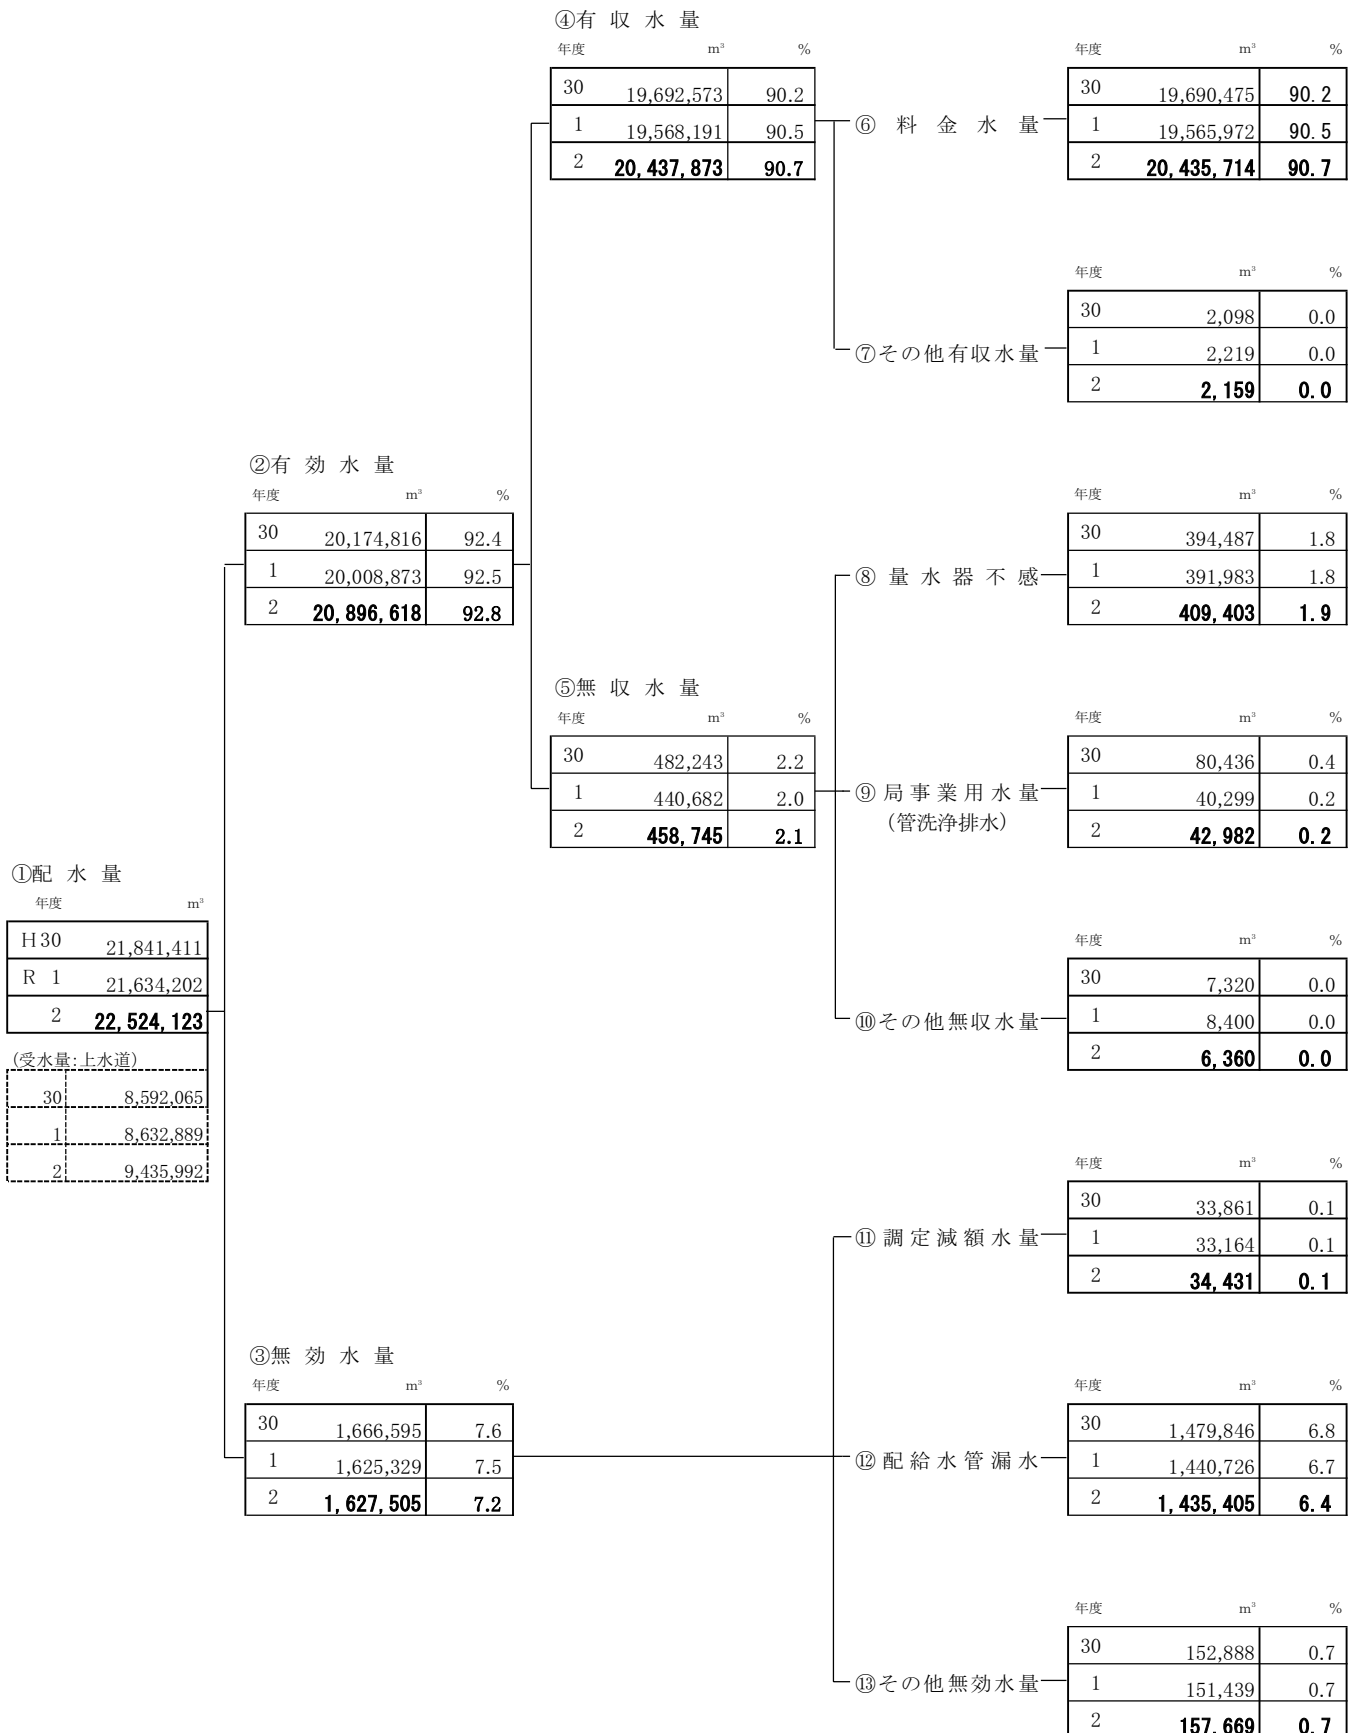 ④有収水量
年度 m³ %
30 19,692,573 90.2
1 19,568,191 90.5
2 20,437,873 90.7
年度 m³ %
⑥料金水量
30 19,690,475 90.2
1 19,565,972 90.5
2 20,435,714 90.7
年度 m³ %
⑦その他有収水量
30 2,098 0.0
1 2,219 0.0
2 2,159 0.0
②有効水量
年度 m³ %
30 20,174,816 92.4
1 20,008,873 92.5
2 20,896,618 92.8
年度 m³ %
⑧量水器不感
30 394,487 1.8
1 391,983 1.8
2 409,403 1.9
⑤無収水量
年度 m³ %
30 482,243 2.2
1 440,682 2.0
2 458,745 2.1
年度 m³ %
⑨局事業用水量
(管洗浄排水)
30 80,436 0.4
1 40,299 0.2
2 42,982 0.2
①配水量
年度 m³
H30 21,841,411
R 1 21,634,202
2 22,524,123
(受水量:上水道)
30 8,592,065
1 8,632,889
2 9,435,992
年度 m³ %
⑩その他無収水量
30 7,320 0.0
1 8,400 0.0
2 6,360 0.0
年度 m³ %
⑪調定減額水量
30 33,861 0.1
1 33,164 0.1
2 34,431 0.1
③無効水量
年度 m³ %
30 1,666,595 7.6
1 1,625,329 7.5
2 1,627,505 7.2
年度 m³ %
⑫配給水管漏水
30 1,479,846 6.8
1 1,440,726 6.7
2 1,435,405 6.4
年度 m³ %
⑬その他無効水量
30 152,888 0.7
1 151,439 0.7
2 157,669 0.7